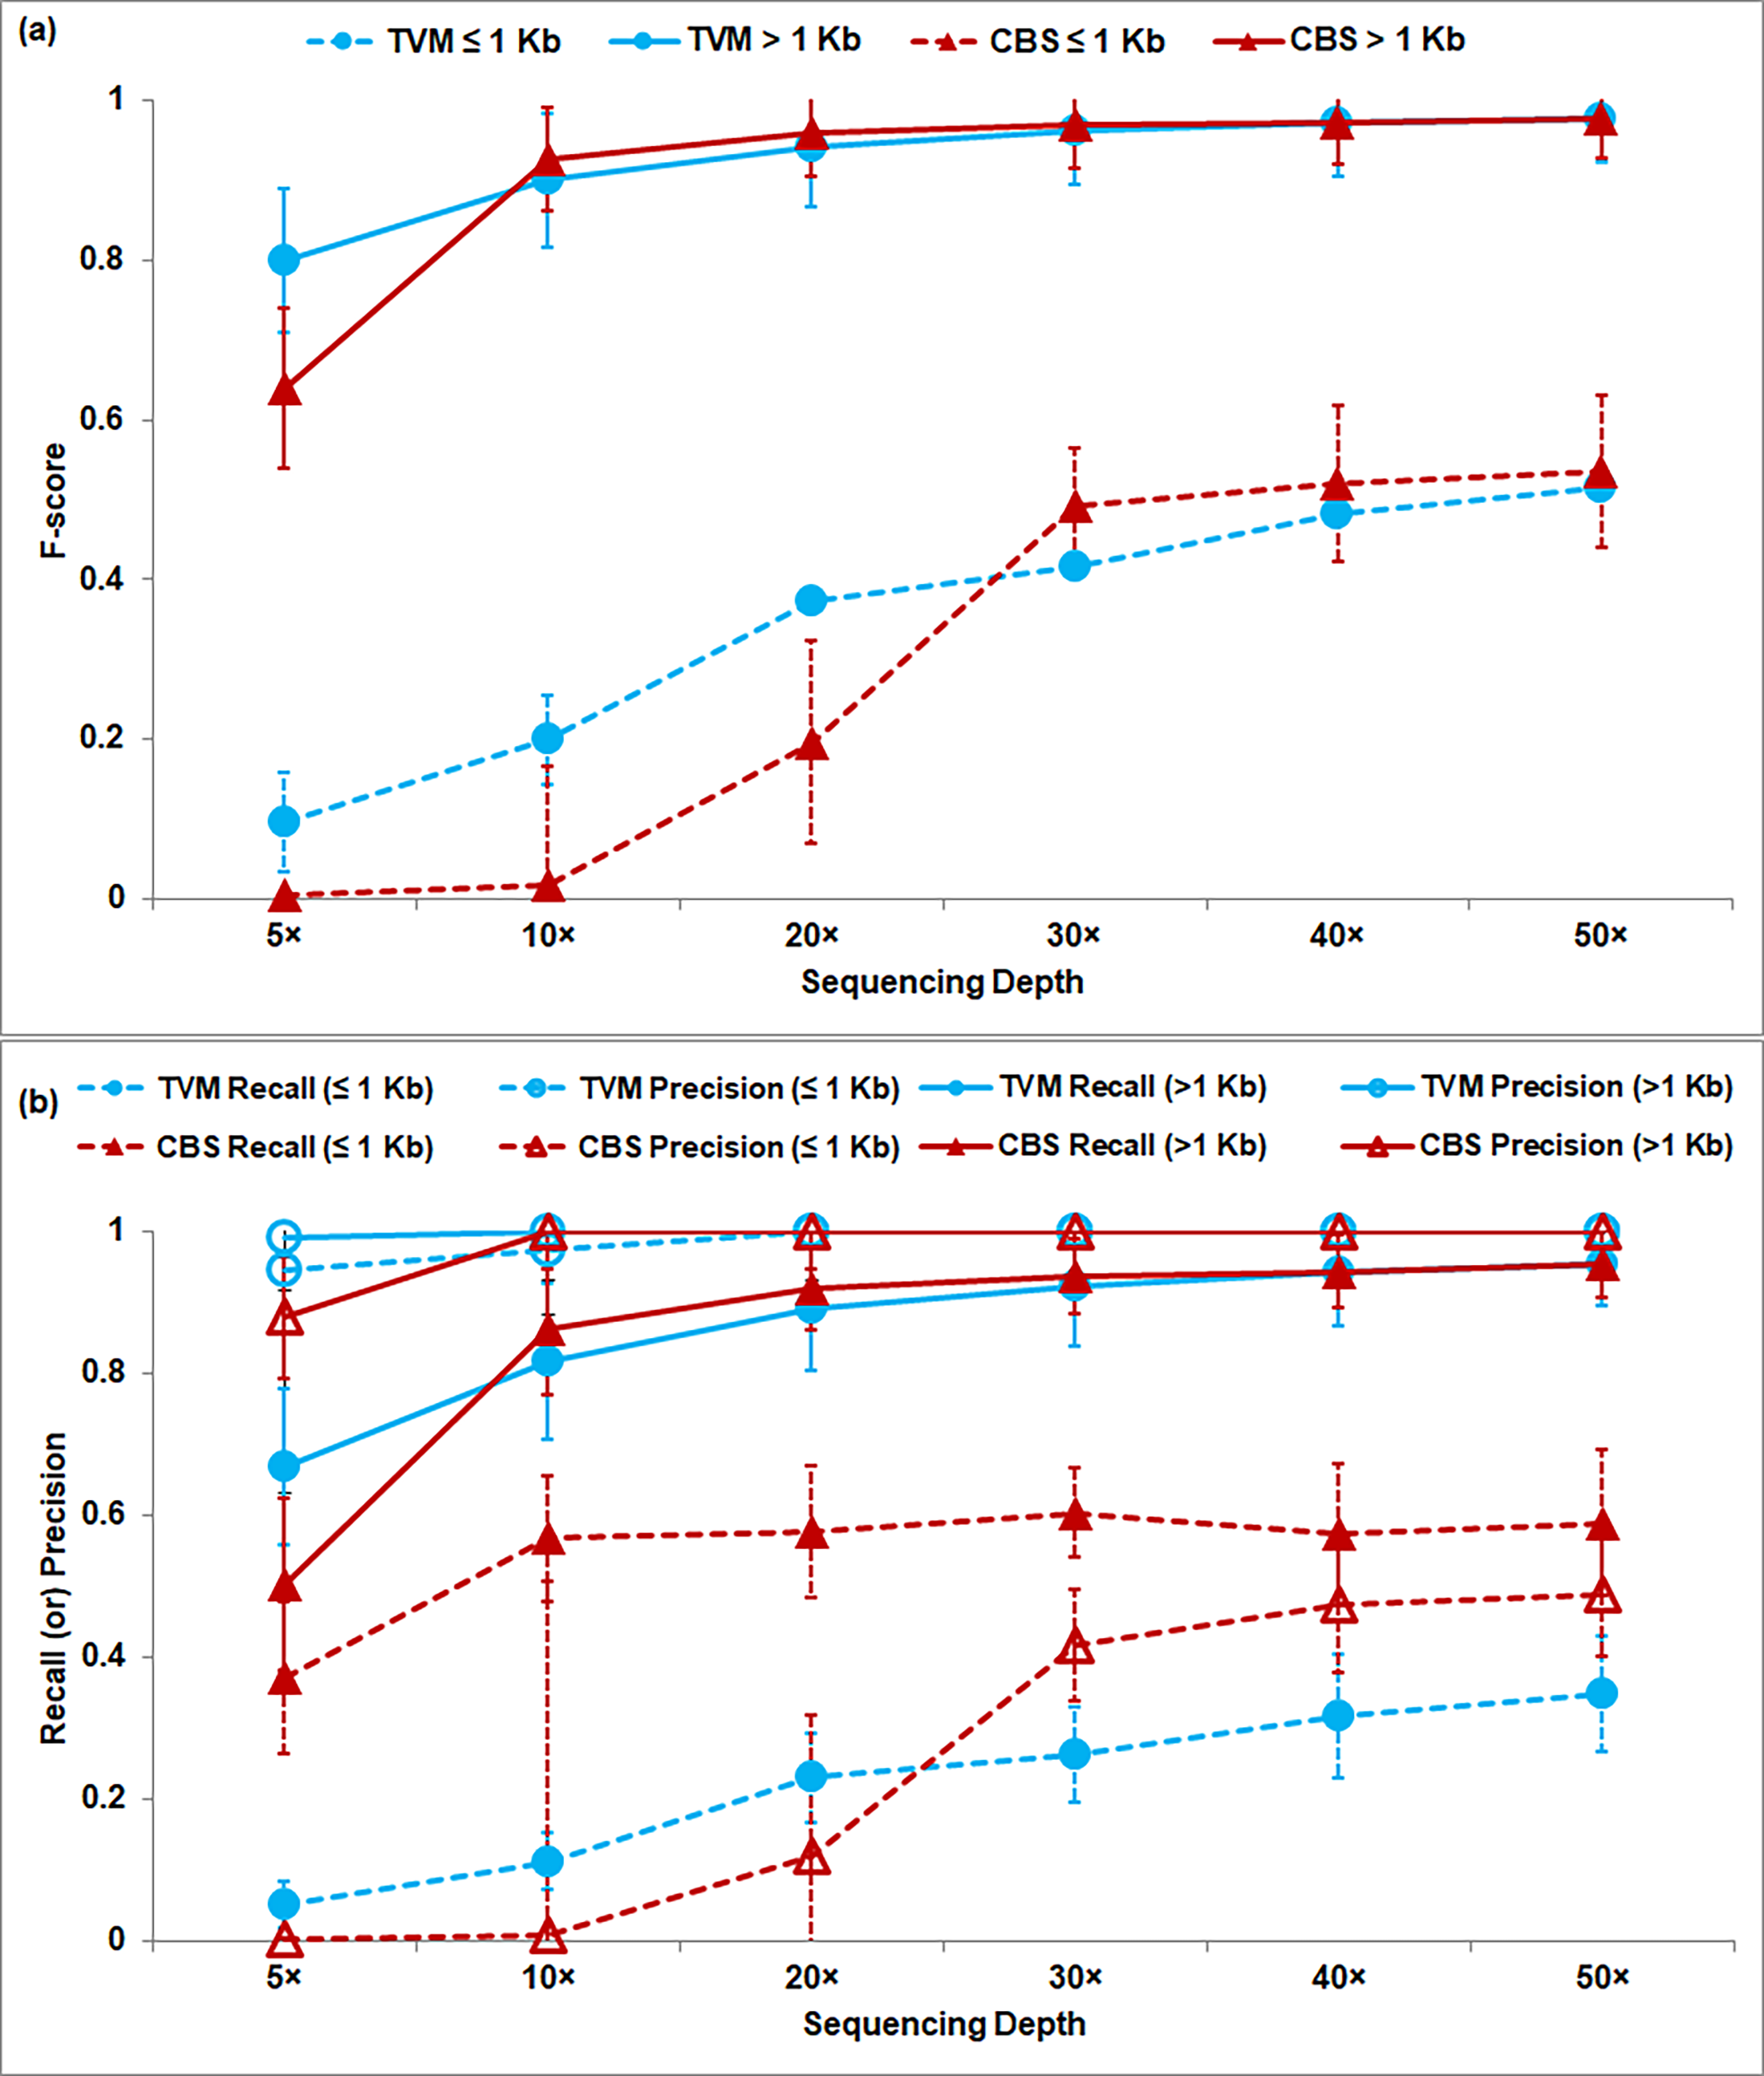 (a)
TVM ≤ 1 Kb TVM > 1 Kb CBS ≤ 1 Kb CBS > 1 Kb
1
0.8
0.6
0.4
0.2
0
F-score
5× 10× 20× 30× 40× 50×
Sequencing Depth
(b)
TVM Recall (≤ 1 Kb) TVM Precision (≤ 1 Kb) TVM Recall (>1 Kb) TVM Precision (>1 Kb)
CBS Recall (≤ 1 Kb) CBS Precision (≤ 1 Kb) CBS Recall (>1 Kb) CBS Precision (>1 Kb)
1
0.8
0.6
0.4
0.2
0
Recall (or) Precision
5× 10× 20× 30× 40× 50×
Sequencing Depth